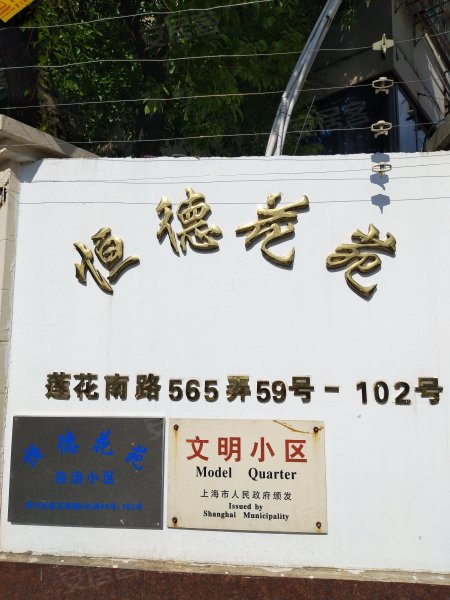 恒德花苑
莲花南路565弄59号-102号
恒德花苑
自治小区
文明小区
Model Quarter
上海市人民政府颁发
Issued by
Shanghai Municipality